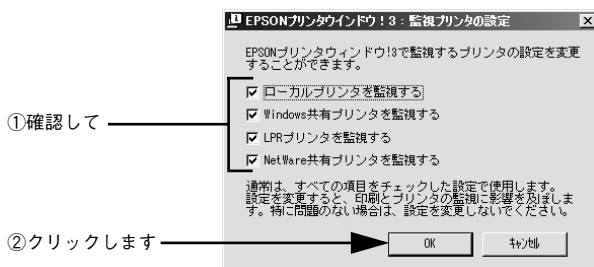 EPSONプリンタウインドウ!3:監視プリンタの設定
EPSONプリンタウィンドウ!3で監視するプリンタの設定を変更
することができます。
ローカルプリンタを監視する
Windows共有プリンタを監視する
LPRプリンタを監視する
NetWare共有プリンタを監視する
①確認して
通常は、すべての項目をチェックした設定で使用します。
設定を変更すると、印刷とプリンタの監視に影響を及ぼしま
す。特に問題のない場合は、設定を変更しないでください。
②クリックします
OK
キャンセル